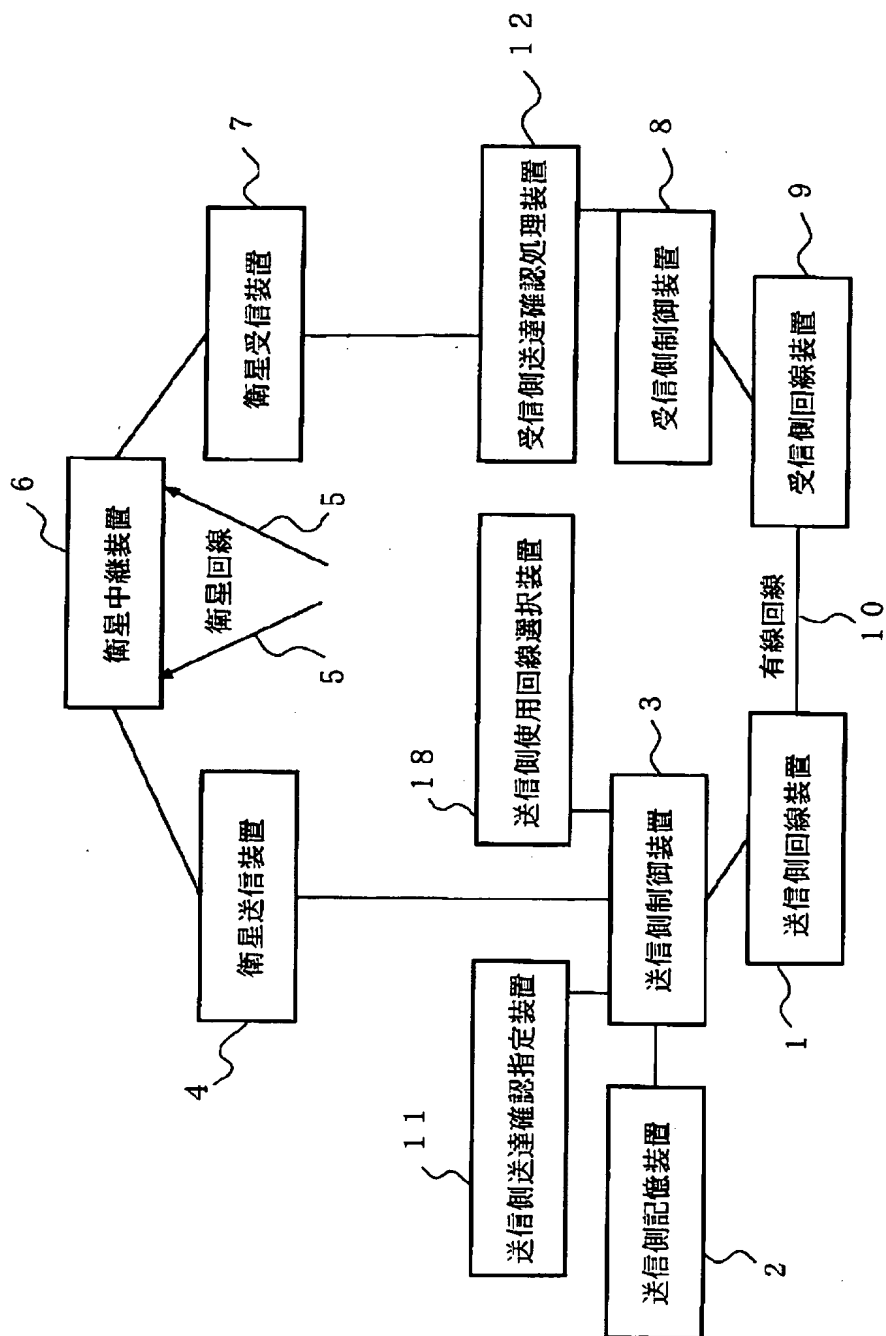 6
衛星中継装置
衛星回線
5
5
7
衛星受信装置
4
衛星送信装置
12
受信側送達確認処理装置
8
受信側制御装置
9
受信側回線装置
有線回線
10
18
送信側使用回線選択装置
3
送信側制御装置
11
送信側送達確認指定装置
2
送信側記憶装置
1
送信側回線装置